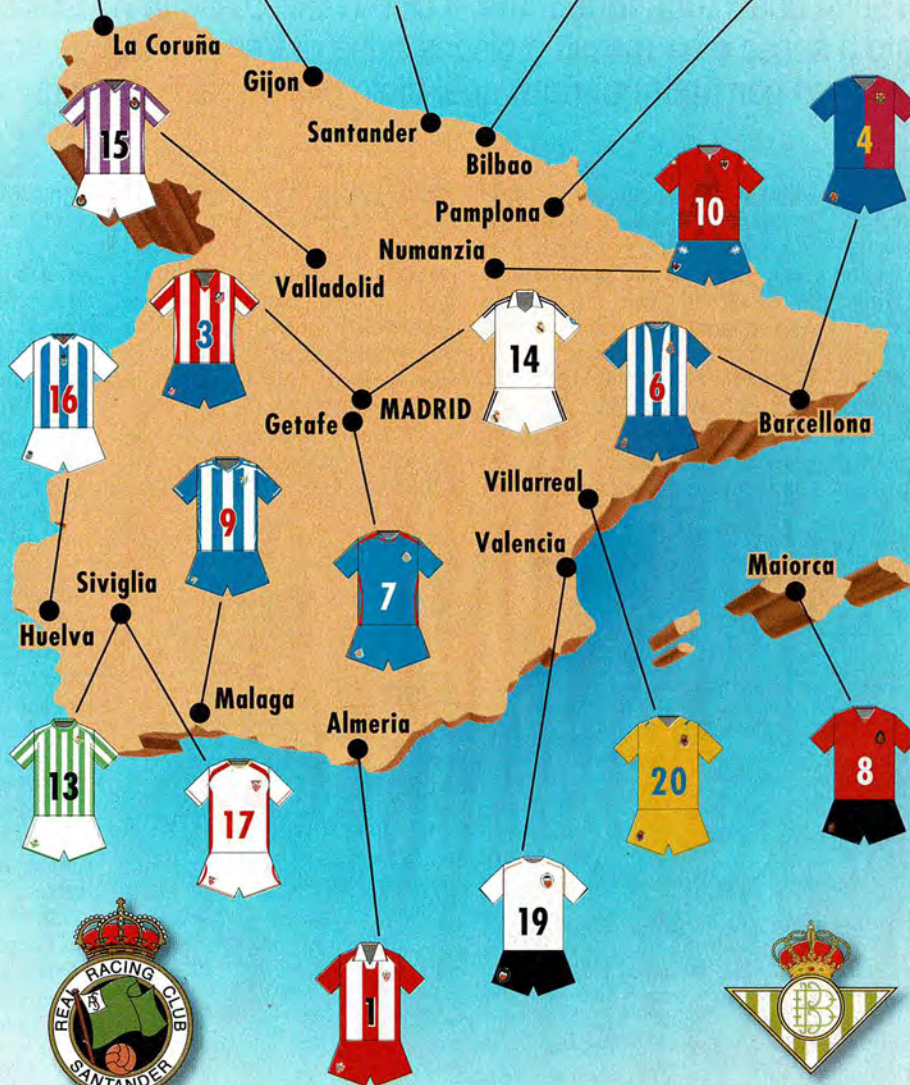 La Coruña
Gijon
Santander
Bilbao
Pamplona
Numanzia
Valladolid
15
4
10
3
14
16
6
MADRID
Getafe
Barcellona
9
Villarreal
Valencia
7
Maiorca
Siviglia
Huelva
Malaga
Almeria
13
17
20
8
19
1
REAL RACING CLUB
SANTANDER
B B